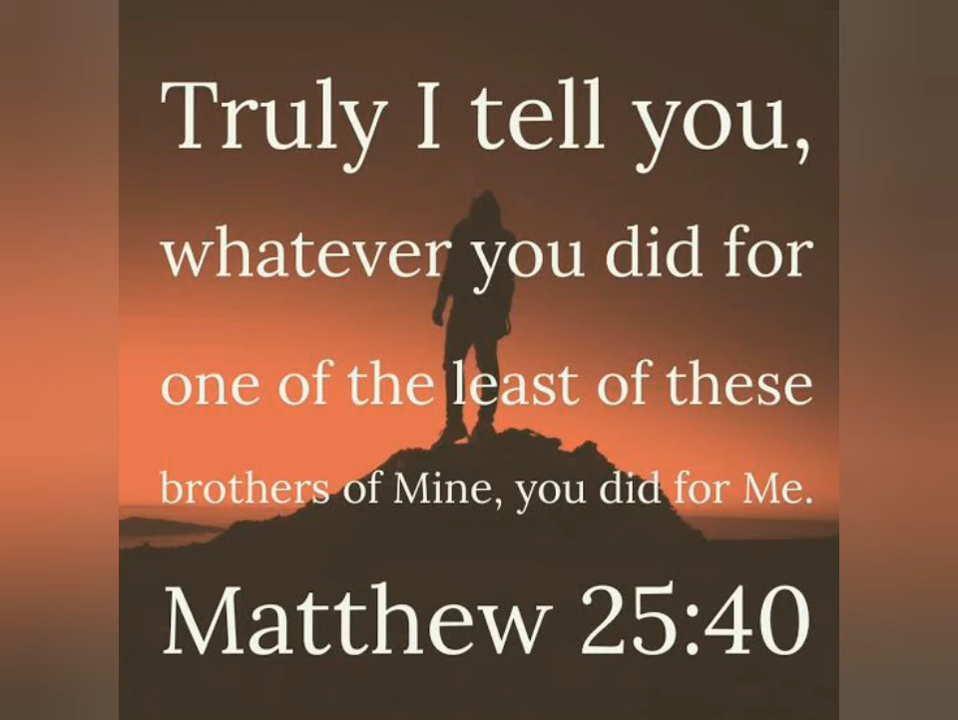 Truly I tell you,
whatever you did for
one of the least of these
brothers of Mine, you did for Me.
Matthew 25:40